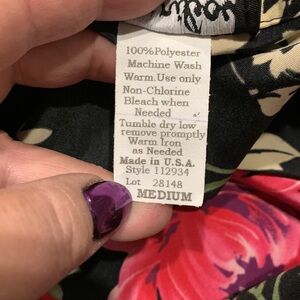 100%Polyester
Machine Wash
Warm.Use only
Non-Chlorine
Bleach when
Needed
Tumble dry low
remove promptly
Warm Iron
as Needed
Made in U.S.A.
Style 112934
Lot 28148
MEDIUM